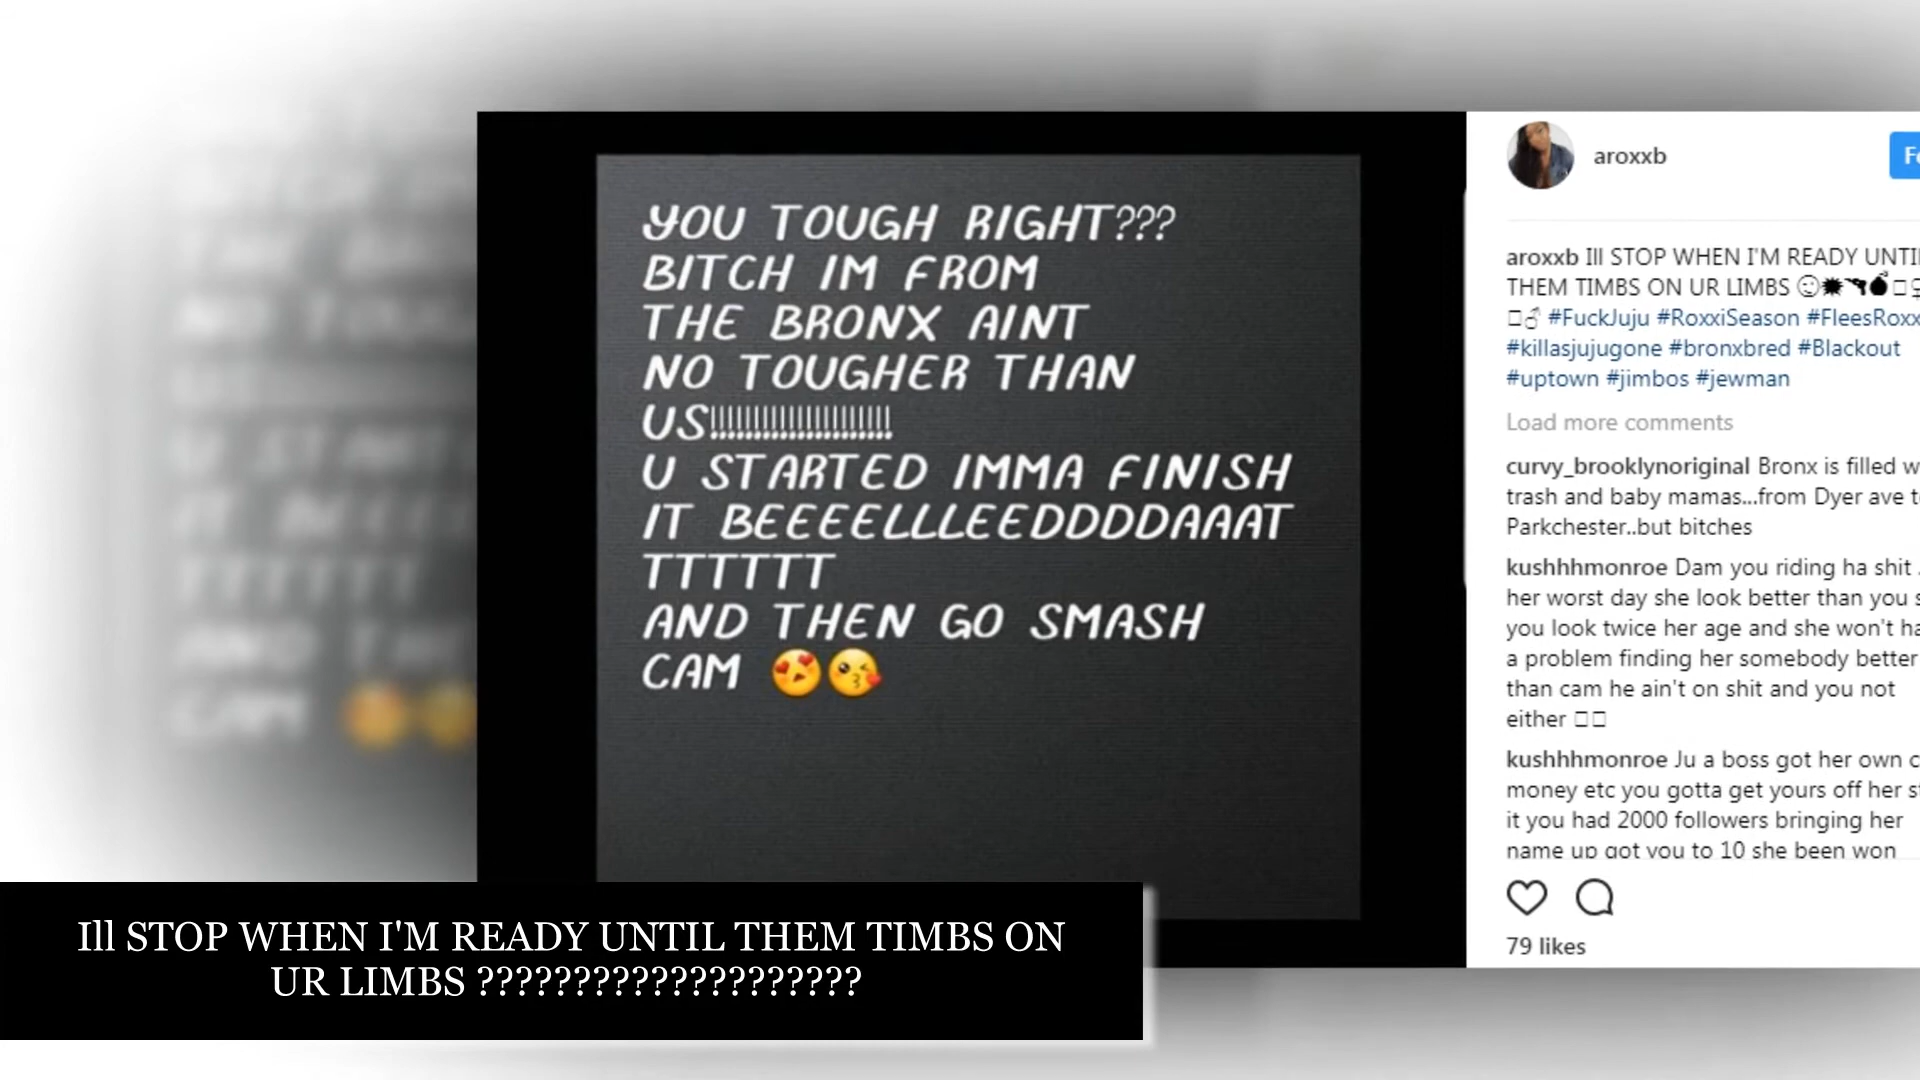 YOU TOUGH RIGHT???
BITCH IM FROM
THE BRONX AINT
NO TOUGHER THAN
US!!!!!!!!!!!!!!!!!!!!!
U STARTED IMMA FINISH
IT BEEEELLLEEDDDDAAAT
TTTTTT
AND THEN GO SMASH
CAM 😍😘
aroxxb
aroxxb Ill STOP WHEN I'M READY UNTI
THEM TIMBS ON UR LIMBS
#FuckJuju #RoxxiSeason #FleesRoxx
#killasjujugone #bronxbred #Blackout
#uptown #jimbos #jewman
Load more comments
curvy_brooklynoriginal Bronx is filled
trash and baby mamas...from Dyer ave
Parkchester..but bitches
kushhhmonroe Dam you riding ha shit
her worst day she look better than you
you look twice her age and she won't
a problem finding her somebody better
than cam he ain't on shit and you not
either
kushhhmonroe Ju a boss got her own
money etc you gotta get yours off her
it you had 2000 followers bringing her
name up got you to 10 she been won
79 likes
Ill STOP WHEN I'M READY UNTIL THEM TIMBS ON
UR LIMBS ????????????????????